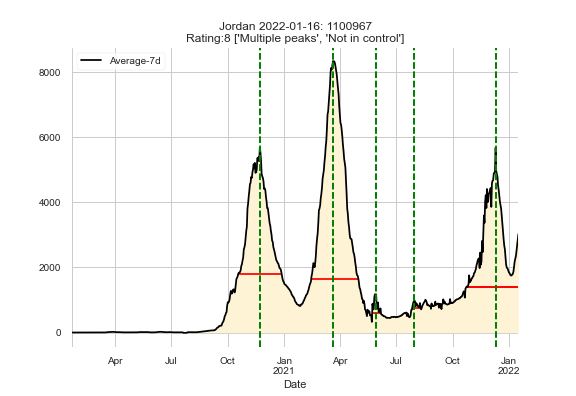 Jordan 2022-01-16: 1100967
Rating:8 ['Multiple peaks', 'Not in control']
Average-7d
8000
6000
4000
2000
0
Apr Jul Oct Jan Apr Jul Oct Jan
2021 2022
Date